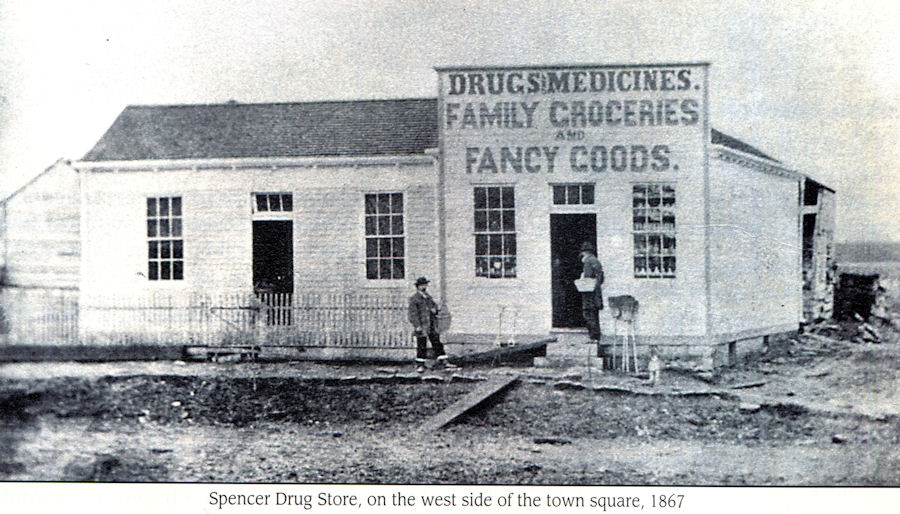 DRUGS AND MEDICINES.
FAMILY GROCERIES
AND
FANCY GOODS.
Spencer Drug Store, on the west side of the town square, 1867